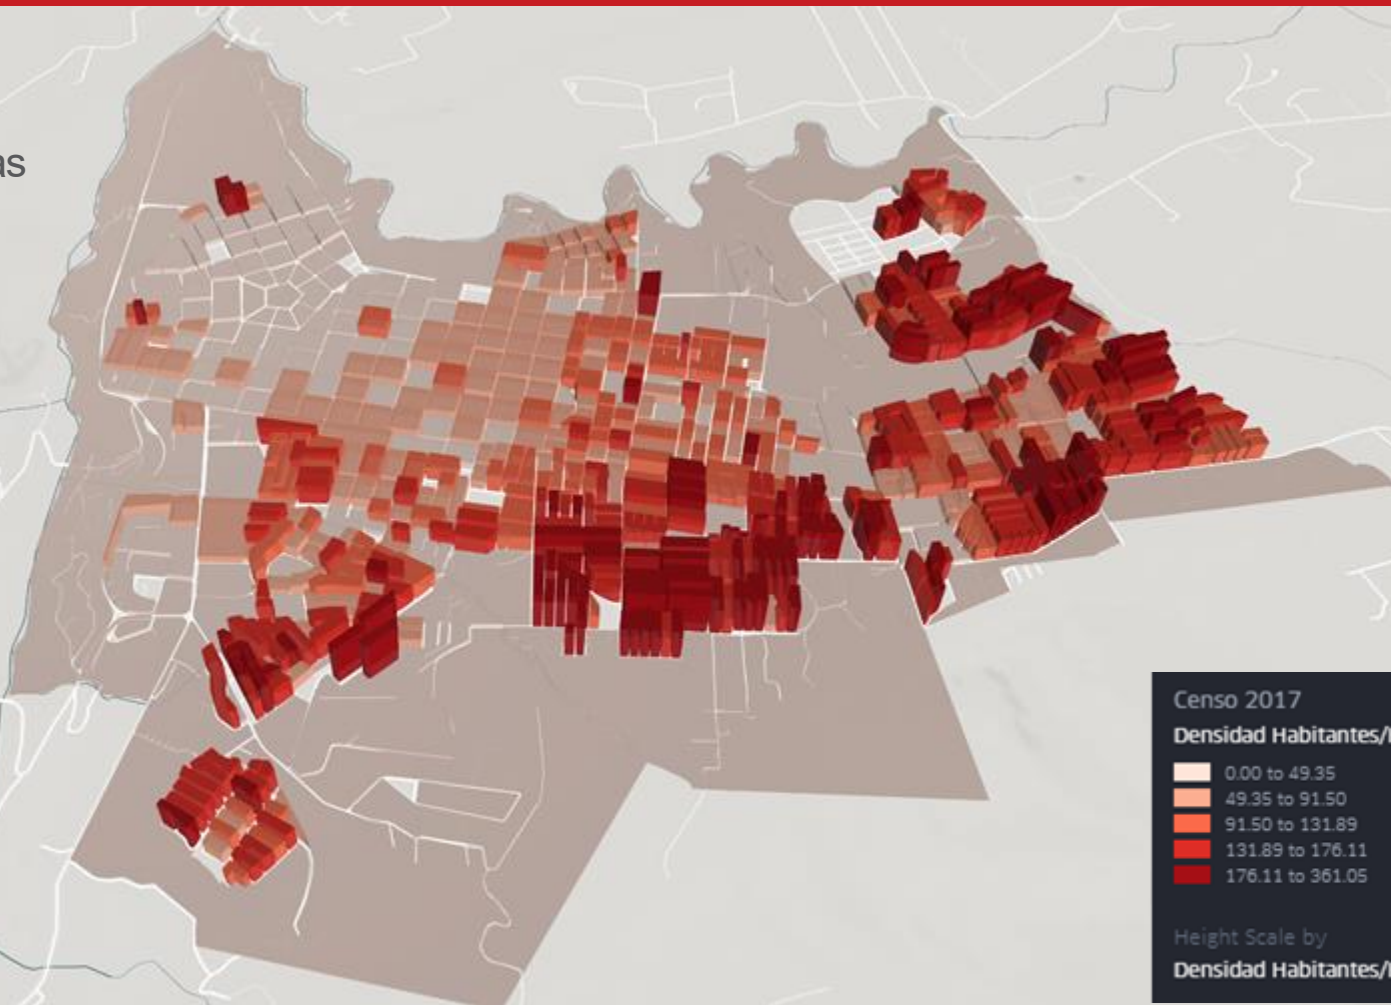 as
Censo 2017
Densidad Habitantes/
0.00 to 49.35
49.35 to 91.50
91.50 to 131.89
131.89 to 176.11
176.11 to 361.05
Height Scale by
Densidad Habitantes/